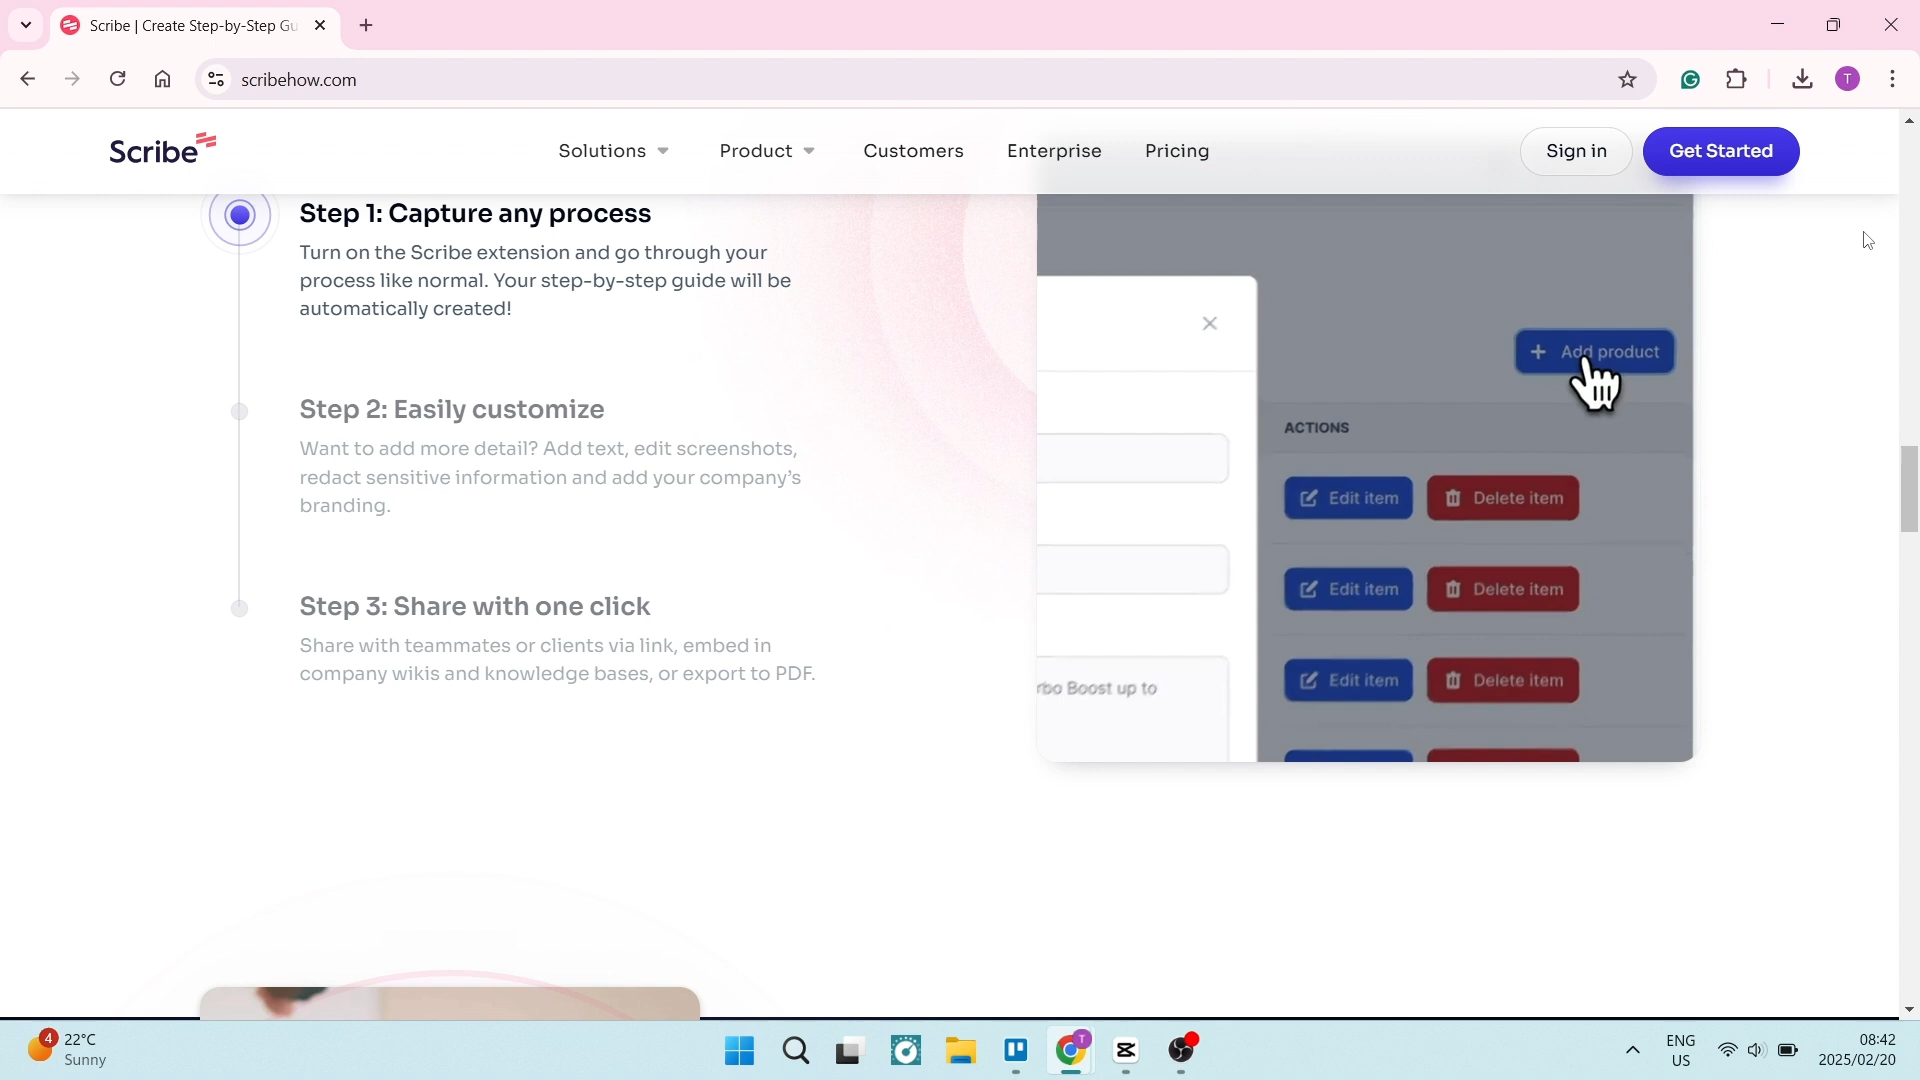 Scribe | Create Step-by-Step Gu
scribehow.com
T
Scribe
Solutions
Product
Customers
Enterprise
Pricing
Sign in
Get Started
Step 1: Capture any process
Turn on the Scribe extension and go through your
process like normal. Your step-by-step guide will be
automatically created!
Step 2: Easily customize
Want to add more detail? Add text, edit screenshots,
redact sensitive information and add your company’s
branding.
Step 3: Share with one click
Share with teammates or clients via link, embed in
company wikis and knowledge bases, or export to PDF.
+ Add product
ACTIONS
Edit item Delete item
Edit item Delete item
Edit item Delete item
Boost up to
4
22°C
Sunny
T
ENG
US
08:42
2025/02/20